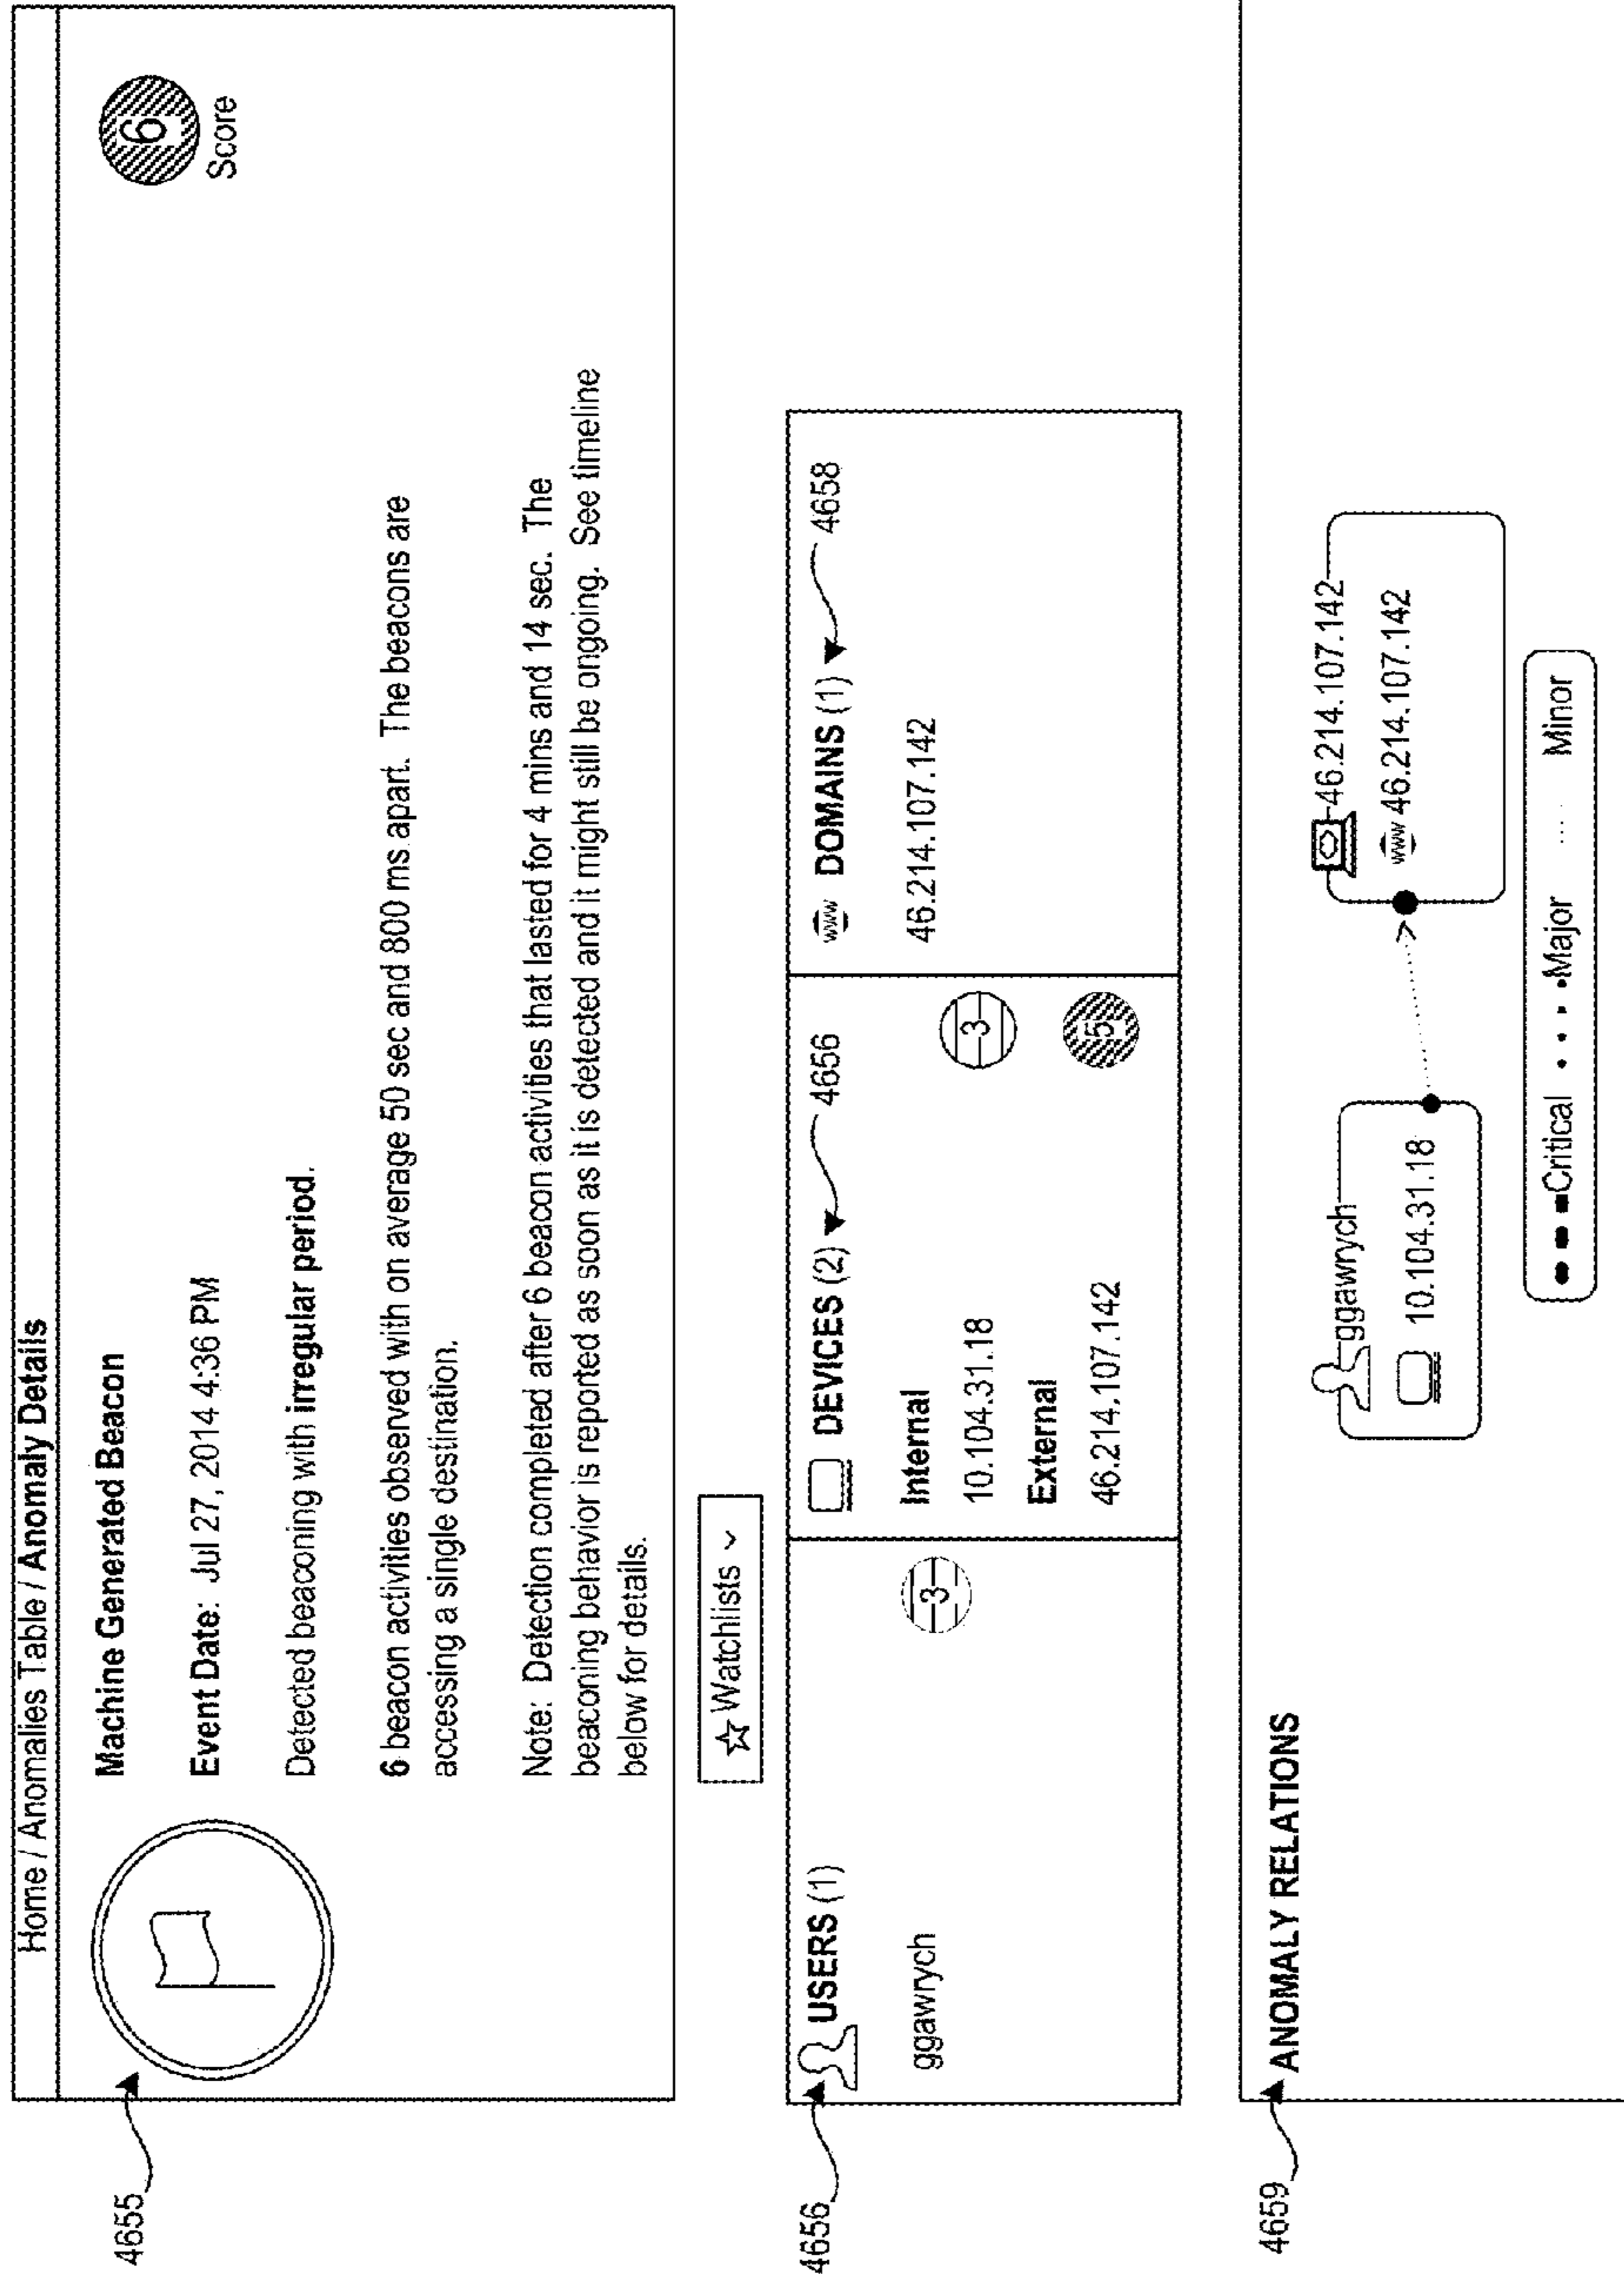 Home / Anomalies Table / Anomaly Details
4655
Machine Generated Beacon
6
Score
Event Date: Jul 27, 2014 4:36 PM
Detected beaconing with irregular period.
6 beacon activities observed with on average 50 sec and 800 ms apart. The beacons are
accessing a single destination.
Note: Detection completed after 6 beacon activities that lasted for 4 mins and 14 sec. The
beaconing behavior is reported as soon as it is detected and it might still be ongoing. See timeline
below for details.
Watchlists
4656
USERS (1)
ggawrych
3
DEVICES (2)
4656
Internal
10.104.31.18
3
External
46.214.107.142
5
www DOMAINS (1)
4658
46.214.107.142
4659
ANOMALY RELATIONS
ggawrych
10.104.31.18
46.214.107.142
www 46.214.107.142
Critical Major Minor